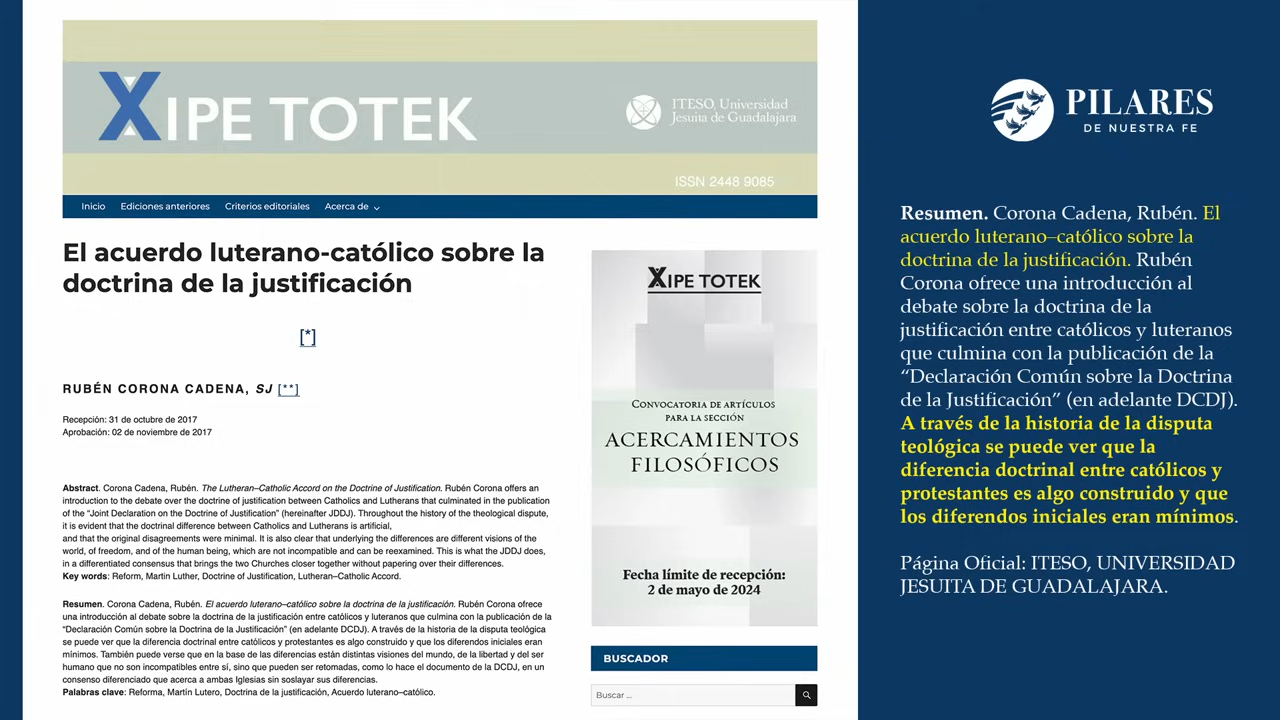 XIPE TOTEK
ITESO, Universidad
Jesuita de Guadalajara
ISSN 2448 9085
Inicio Ediciones anteriores Criterios editoriales Acerca de
El acuerdo luterano-católico sobre la
doctrina de la justificación
[*]
RUBÉN CORONA CADENA, SJ [**]
Recepción: 31 de octubre de 2017
Aprobación: 02 de noviembre de 2017
Abstract. Corona Cadena, Rubén. The Lutheran–Catholic Accord on the Doctrine of Justification. Rubén Corona offers an
introduction to the debate over the doctrine of justification between Catholics and Lutherans that culminated in the publication
of the “Joint Declaration on the Doctrine of Justification” (hereinafter JDDJ). Throughout the history of the theological dispute,
it is evident that the doctrinal difference between Catholics and Lutherans is artificial,
and that the original disagreements were minimal. It is also clear that underlying the differences are different visions of the
world, of freedom, and of the human being, which are not incompatible and can be reexamined. This is what the JDDJ does,
in a differentiated consensus that brings the two Churches closer together without papering over their differences.
Key words: Reform, Martin Luther, Doctrine of Justification, Lutheran–Catholic Accord.
Resumen. Corona Cadena, Rubén. El acuerdo luterano–católico sobre la doctrina de la justificación. Rubén Corona ofrece
una introducción al debate sobre la doctrina de la justificación entre católicos y luteranos que culmina con la publicación de la
“Declaración Común sobre la Doctrina de la Justificación” (en adelante DCDJ). A través de la historia de la disputa teológica
se puede ver que la diferencia doctrinal entre católicos y protestantes es algo construido y que los diferendos iniciales eran
mínimos. También puede verse que en la base de las diferencias están distintas visiones del mundo, de la libertad y del ser
humano que no son incompatibles entre sí, sino que pueden ser retomadas, como lo hace el documento de la DCDJ, en un
consenso diferenciado que acerca a ambas Iglesias sin soslayar sus diferencias.
Palabras clave: Reforma, Martín Lutero, Doctrina de la justificación, Acuerdo luterano–católico.
XIPE TOTEK
CONVOCATORIA DE ARTÍCULOS
PARA LA SECCIÓN
ACERCAMIENTOS
FILOSÓFICOS
Fecha límite de recepción:
2 de mayo de 2024
BUSCADOR
Buscar ...
PILARES
DE NUESTRA FE
Resumen. Corona Cadena, Rubén. El
acuerdo luterano–católico sobre la
doctrina de la justificación. Rubén
Corona ofrece una introducción al
debate sobre la doctrina de la
justificación entre católicos y luteranos
que culmina con la publicación de la
“Declaración Común sobre la Doctrina
de la Justificación” (en adelante DCDJ).
A través de la historia de la disputa
teológica se puede ver que la
diferencia doctrinal entre católicos y
protestantes es algo construido y que
los diferendos iniciales eran mínimos.
Página Oficial: ITESO, UNIVERSIDAD
JESUITA DE GUADALAJARA.